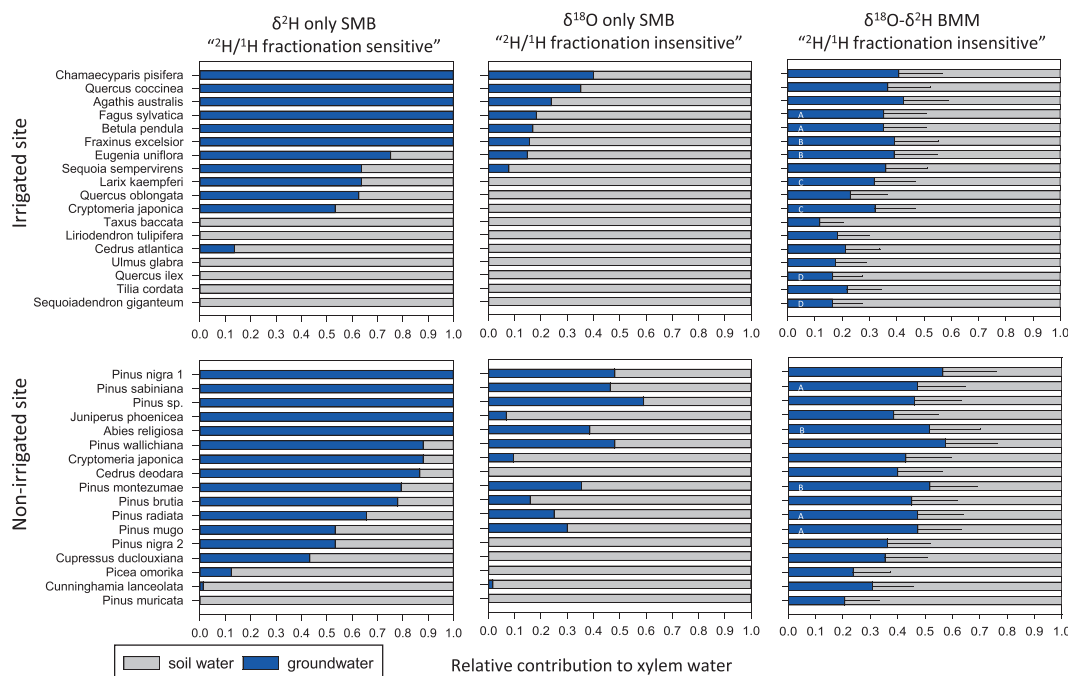 δ²H only SMB
“²H/¹H fractionation sensitive”
δ¹⁸O only SMB
“²H/¹H fractionation insensitive”
δ¹⁸O-δ²H BMM
“²H/¹H fractionation insensitive”
Irrigated site
Chamaecyparis pisifera
Quercus coccinea
Agathis australis
Fagus sylvatica
Betula pendula
Fraxinus excelsior
Eugenia uniflora
Sequoia sempervirens
Larix kaempferi
Quercus oblongata
Cryptomeria japonica
Taxus baccata
Liriodendron tulipifera
Cedrus atlantica
Ulmus glabra
Quercus ilex
Tilia cordata
Sequoiadendron giganteum
A
A
B
B
C
C
D
D
0.0 0.1 0.2 0.3 0.4 0.5 0.6 0.7 0.8 0.9 1.0
0.0 0.1 0.2 0.3 0.4 0.5 0.6 0.7 0.8 0.9 1.0
0.0 0.1 0.2 0.3 0.4 0.5 0.6 0.7 0.8 0.9 1.0
Non-irrigated site
Pinus nigra 1
Pinus sabiniana
Pinus sp.
Juniperus phoenicea
Abies religiosa
Pinus wallichiana
Cryptomeria japonica
Cedrus deodara
Pinus montezumae
Pinus brutia
Pinus radiata
Pinus mugo
Pinus nigra 2
Cupressus duclouxiana
Picea omorika
Cunninghamia lanceolata
Pinus muricata
A
B
B
A
A
0.0 0.1 0.2 0.3 0.4 0.5 0.6 0.7 0.8 0.9 1.0
0.0 0.1 0.2 0.3 0.4 0.5 0.6 0.7 0.8 0.9 1.0
0.0 0.1 0.2 0.3 0.4 0.5 0.6 0.7 0.8 0.9 1.0
soil water groundwater
Relative contribution to xylem water